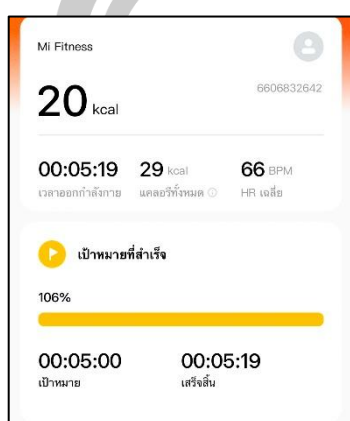 Mi Fitness
6606832642
20 kcal
00:05:19 29 kcal 66 BPM
เวลาออกกำลังกาย แคลอรีทั้งหมด HR เฉลี่ย
เป้าหมายที่สำเร็จ
106%
00:05:00 00:05:19
เป้าหมาย เสร็จสิ้น